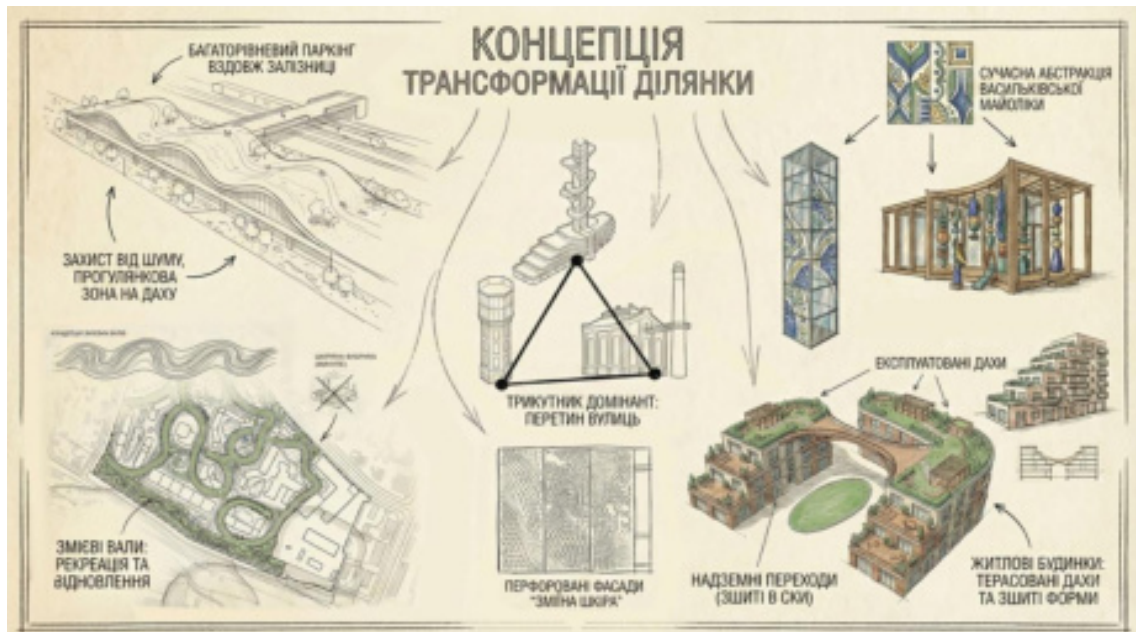 КОНЦЕПЦІЯ
ТРАНСФОРМАЦІЇ ДІЛЯНКИ
БАГАТОРІВНЕВИЙ ПАРКІНГ
ВЗДОВЖ ЗАЛІЗНИЦІ
ЗАХИСТ ВІД ШУМУ,
ПРОГУЛЯНКОВА
ЗОНА НА ДАХУ
СУЧАСНА АБСТРАКЦІЯ
ВАСИЛЬКІВСЬКОЇ
МАЙОЛІКИ
ТРИКУТНИК ДОМІНАНТ:
ПЕРЕТИН ВУЛИЦЬ
ЕКСПЛУАТОВАНІ ДАХИ
ЗМІЄВІ ВАЛИ:
РЕКРЕАЦІЯ ТА
ВІДНОВЛЕННЯ
ПЕРФОРОВАНІ ФАСАДИ
"ЗМІЇНА ШКІРА"
НАДЗЕМНІ ПЕРЕХОДИ
(ЗШИТІ В СКИ)
ЖИТЛОВІ БУДИНКИ:
ТЕРАСОВАНІ ДАХИ
ТА ЗШИТІ ФОРМИ